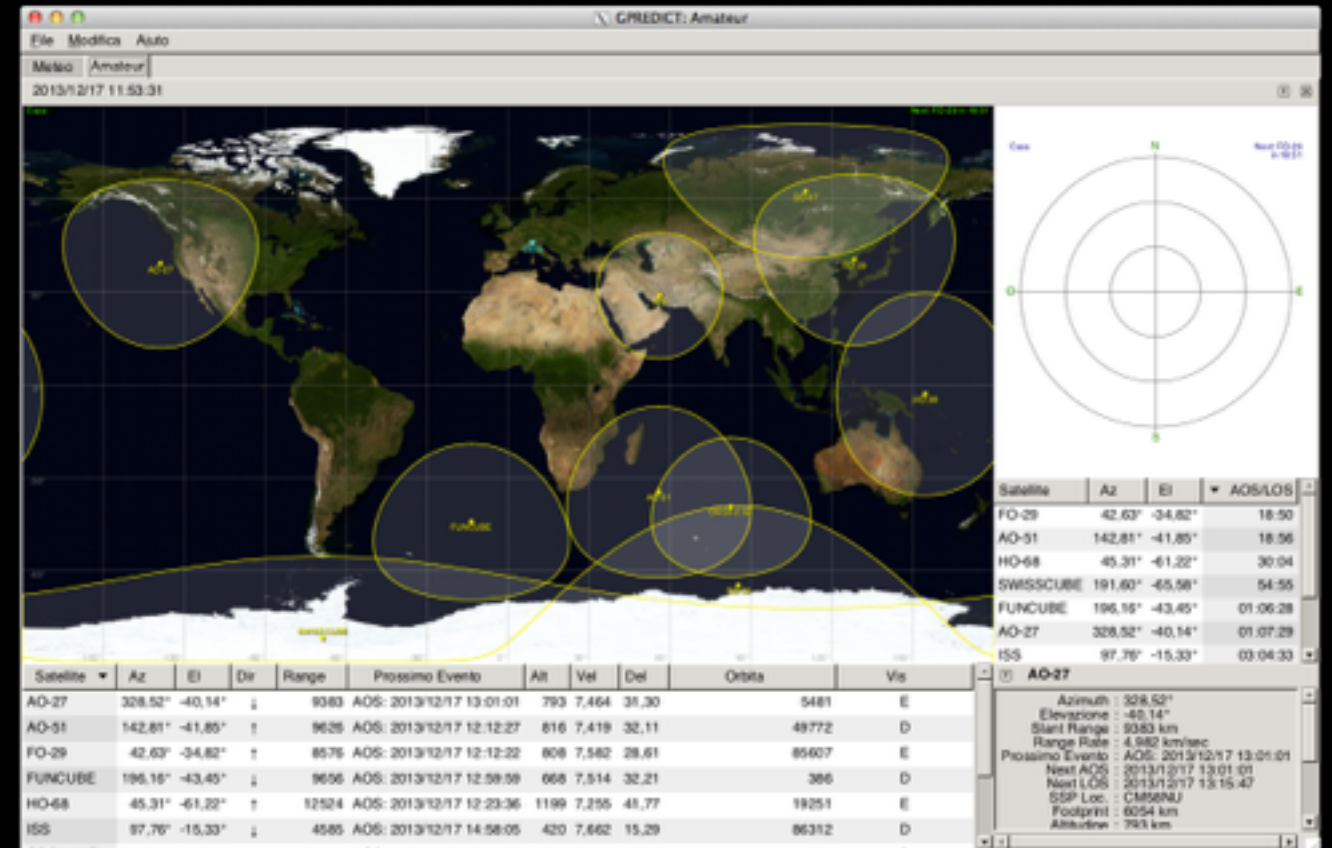 GPREDICT: Amateur
File Modifica Aiuto
Meteo Amateur
2013/12/17 11:53:31
Casa
Next: FO-29
in 18:51
N
O
E
S
AO-27
FUNCUBE
SWISSCUBE
Satellite Az El AOS/LOS
FO-29 42,63° -34,82° 18:50
AO-51 142,81° -41,85° 18:56
HO-68 45,31° -61,22° 30:04
SWISSCUBE 191,60° -65,58° 54:55
FUNCUBE 196,16° -43,45° 01:06:28
AO-27 328,52° -40,14° 01:07:29
ISS 97,76° -15,33° 03:04:33
Satellite Az El Dir Range Prossimo Evento Alt Vel Del Orbita Vis
AO-27 328,52° -40,14° ↓ 9383 AOS: 2013/12/17 13:01:01 793 7,464 31,30 5481 E
AO-51 142,81° -41,85° ↑ 9626 AOS: 2013/12/17 12:12:27 816 7,419 32,11 49772 D
FO-29 42,63° -34,82° ↑ 8576 AOS: 2013/12/17 12:12:22 808 7,582 28,61 85607 E
FUNCUBE 196,16° -43,45° ↓ 9656 AOS: 2013/12/17 12:59:59 668 7,514 32,21 386 D
HO-68 45,31° -61,22° ↑ 12524 AOS: 2013/12/17 12:23:36 1199 7,255 41,77 19251 E
ISS 97,76° -15,33° ↓ 4585 AOS: 2013/12/17 14:58:05 420 7,662 15,29 86312 D
AO-27
Azimuth : 328,52°
Elevazione : -40,14°
Slant Range : 9383 km
Range Rate : 4,982 km/sec
Prossimo Evento : AOS: 2013/12/17 13:01:01
Next AOS : 2013/12/17 13:01:01
Next LOS : 2013/12/17 13:15:47
SSP Loc. : CM58NU
Footprint : 6054 km
Altitudine : 793 km